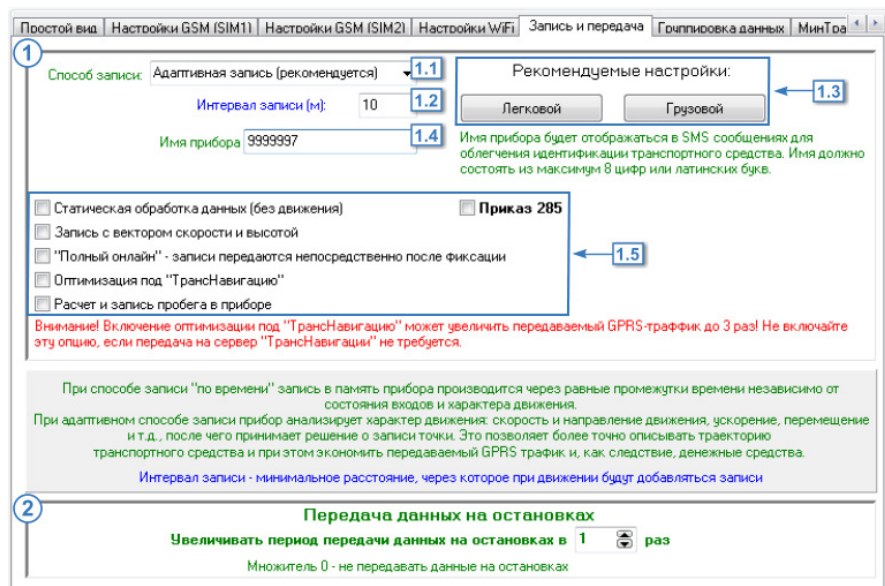 Простой вид Настройки GSM (SIM1) Настройки GSM (SIM2) Настройки WiFi Запись и передача Группировка данных МинТра
1
Способ записи: Адаптивная запись (рекомендуется) 1.1
Рекомендуемые настройки:
1.3
Интервал записи (м): 10 1.2
Легковой Грузовой
Имя прибора 9999997 1.4
Имя прибора будет отображаться в SMS сообщениях для
облегчения идентификации транспортного средства. Имя должно
состоять из максимум 8 цифр или латинских букв.
Статическая обработка данных (без движения) Приказ 285
Запись с вектором скорости и высотой
"Полный онлайн" - записи передаются непосредственно после фиксации 1.5
Оптимизация под "ТрансНавигацию"
Расчет и запись пробега в приборе
Внимание! Включение оптимизации под "ТрансНавигацию" может увеличить передаваемый GPRS-траффик до 3 раз! Не включайте
эту опцию, если передача на сервер "ТрансНавигации" не требуется.
При способе записи "по времени" запись в память прибора производится через равные промежутки времени независимо от
состояния входов и характера движения.
При адаптивном способе записи прибор анализирует характер движения: скорость и направление движения, ускорение, перемещение
и т.д., после чего принимает решение о записи точки. Это позволяет более точно описывать траекторию
транспортного средства и при этом экономить передаваемый GPRS трафик и, как следствие, денежные средства.
Интервал записи - минимальное расстояние, через которое при движении будут добавляться записи
2
Передача данных на остановках
Увеличивать период передачи данных на остановках в 1 раз
Множитель 0 - не передавать данные на остановках